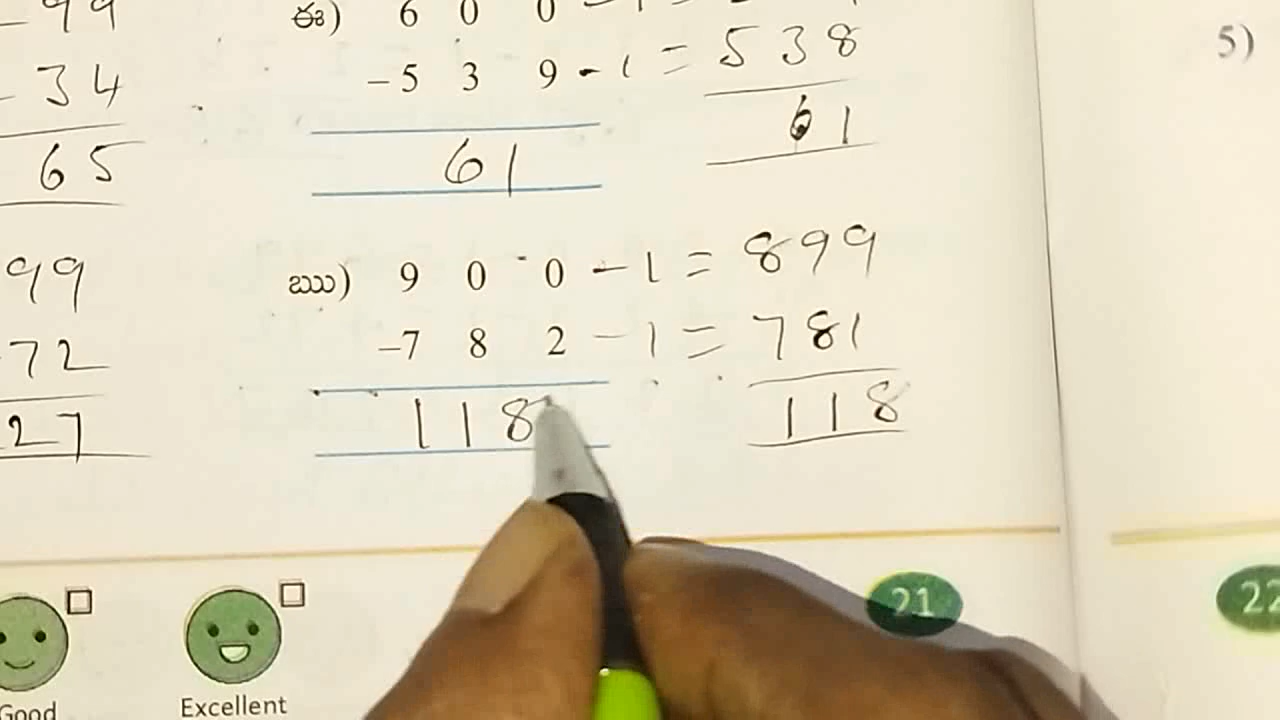 -99
ఈ) 6 0 0 - 1 =
- 34
-5 3 9 - 1 = 538
65
61
61
5)
99
ఋ) 9 0 0 - 1 = 899
72
-7 8 2 - 1 = 781
27
118
118
Good
Excellent
21
22